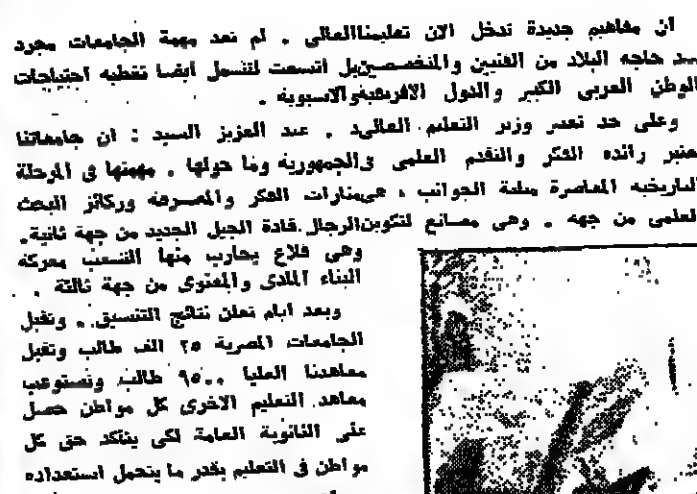 ان مفاهيم جديدة تدخل الان تعليمنا العالى . لم تعد مهمة الجامعات مجرد
سد حاجه البلاد من الفنيين والمتخصصين بل اتسعت لتشمل ايضا تغطيه احتياجات
الوطن العربى الكبير والدول الافريقيه والاسيويه .
وعلى حد تعبير وزير التعليم العالى د . عبد العزيز السيد : ان جامعاتنا
تعتبر رائده الفكر والتقدم العلمى فى الجمهوريه وما حولها . مهمتها فى المرحلة
التاريخيه المعاصرة مثلثة الجوانب ، هى منارات الفكر والمعرفه وركائز البحث
العلمى من جهه . وهى مصانع لتكوين الرجال قادة الجيل الجديد من جهة ثانية .
وهى قلاع يحارب منها الشعب معركه
البناء المادى والمعنوى من جهة ثالثة .
وبعد ايام تعلن نتائج التنسيق . وتقبل
الجامعات المصرية ٢٥ الف طالب وتقبل
معاهدنا العليا ٩٥٠٠ طالب وتستوعب
معاهد التعليم الاخرى كل مواطن حصل
على الثانوية العامة لكى يتأكد حق كل
مواطن فى التعليم بقدر ما يتحمل استعداده